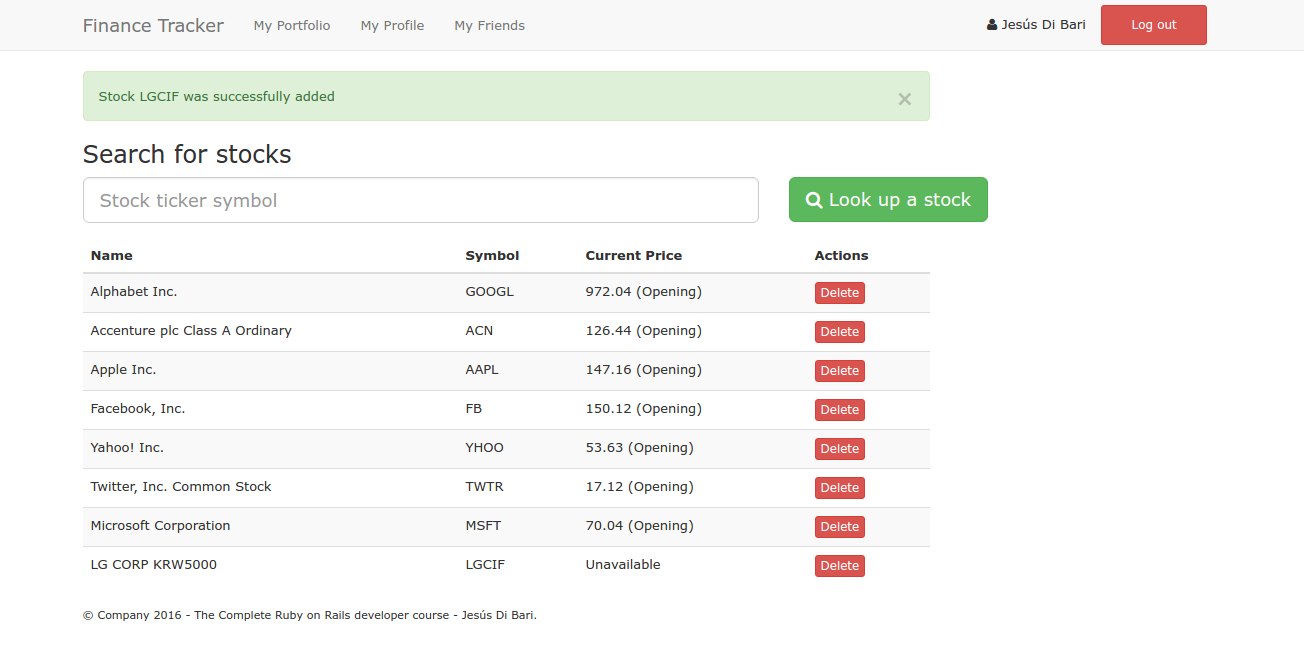 Finance Tracker My Portfolio My Profile My Friends Jesús Di Bari Log out
Stock LGCIF was successfully added ×
Search for stocks
Stock ticker symbol Look up a stock
Name Symbol Current Price Actions
Alphabet Inc. GOOGL 972.04 (Opening) Delete
Accenture plc Class A Ordinary ACN 126.44 (Opening) Delete
Apple Inc. AAPL 147.16 (Opening) Delete
Facebook, Inc. FB 150.12 (Opening) Delete
Yahoo! Inc. YHOO 53.63 (Opening) Delete
Twitter, Inc. Common Stock TWTR 17.12 (Opening) Delete
Microsoft Corporation MSFT 70.04 (Opening) Delete
LG CORP KRW5000 LGCIF Unavailable Delete
© Company 2016 - The Complete Ruby on Rails developer course - Jesús Di Bari.